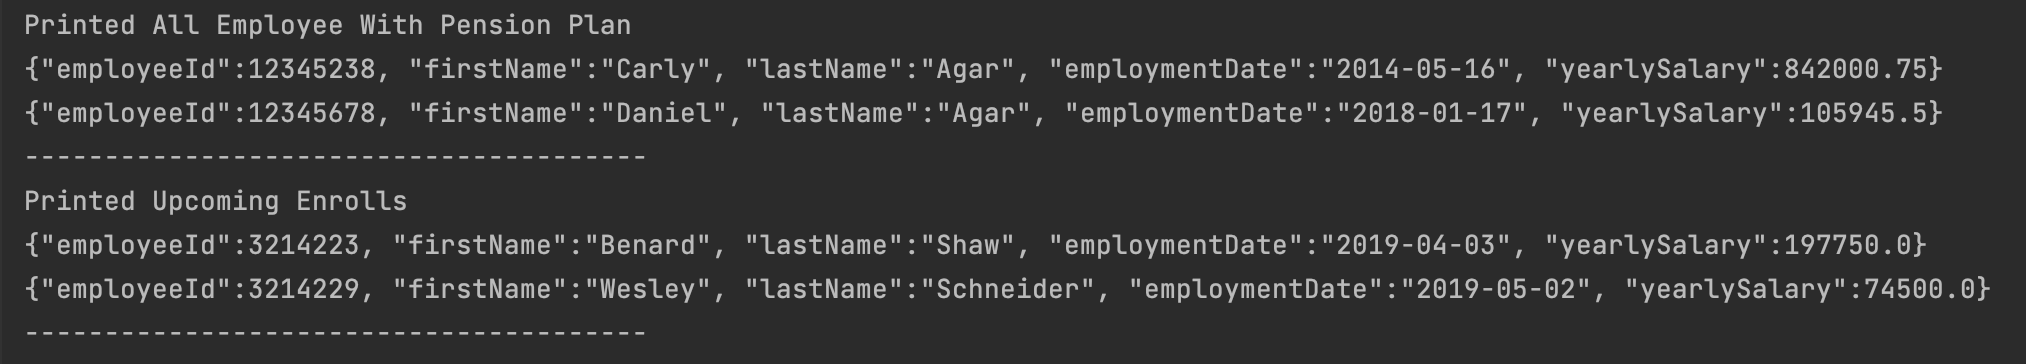 Printed All Employee With Pension Plan
{"employeeId":12345238, "firstName":"Carly", "lastName":"Agar", "employmentDate":"2014-05-16", "yearlySalary":842000.75}
{"employeeId":12345678, "firstName":"Daniel", "lastName":"Agar", "employmentDate":"2018-01-17", "yearlySalary":105945.5}
---------------------------------------
Printed Upcoming Enrolls
{"employeeId":3214223, "firstName":"Benard", "lastName":"Shaw", "employmentDate":"2019-04-03", "yearlySalary":197750.0}
{"employeeId":3214229, "firstName":"Wesley", "lastName":"Schneider", "employmentDate":"2019-05-02", "yearlySalary":74500.0}
---------------------------------------